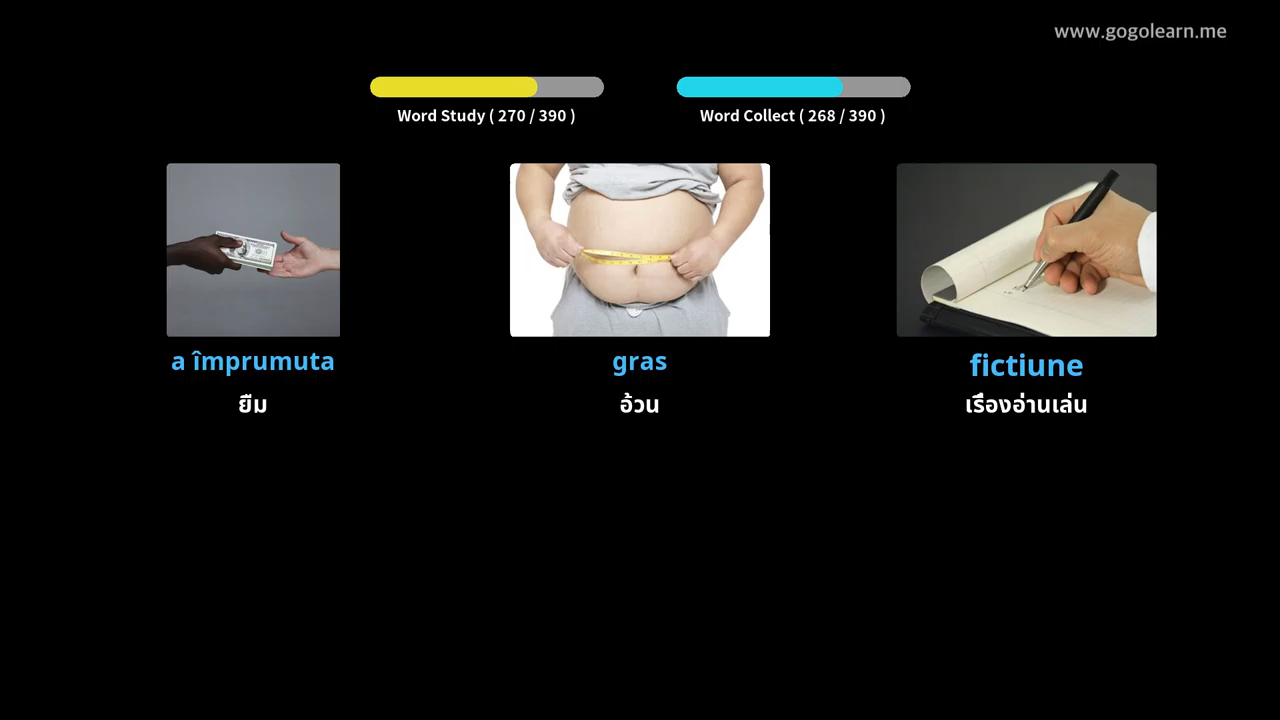 www.gogolearn.me
Word Study ( 270 / 390 )
Word Collect ( 268 / 390 )
a împrumuta
gras
fictiune
ยืม
อ้วน
เรื่องอ่านเล่น